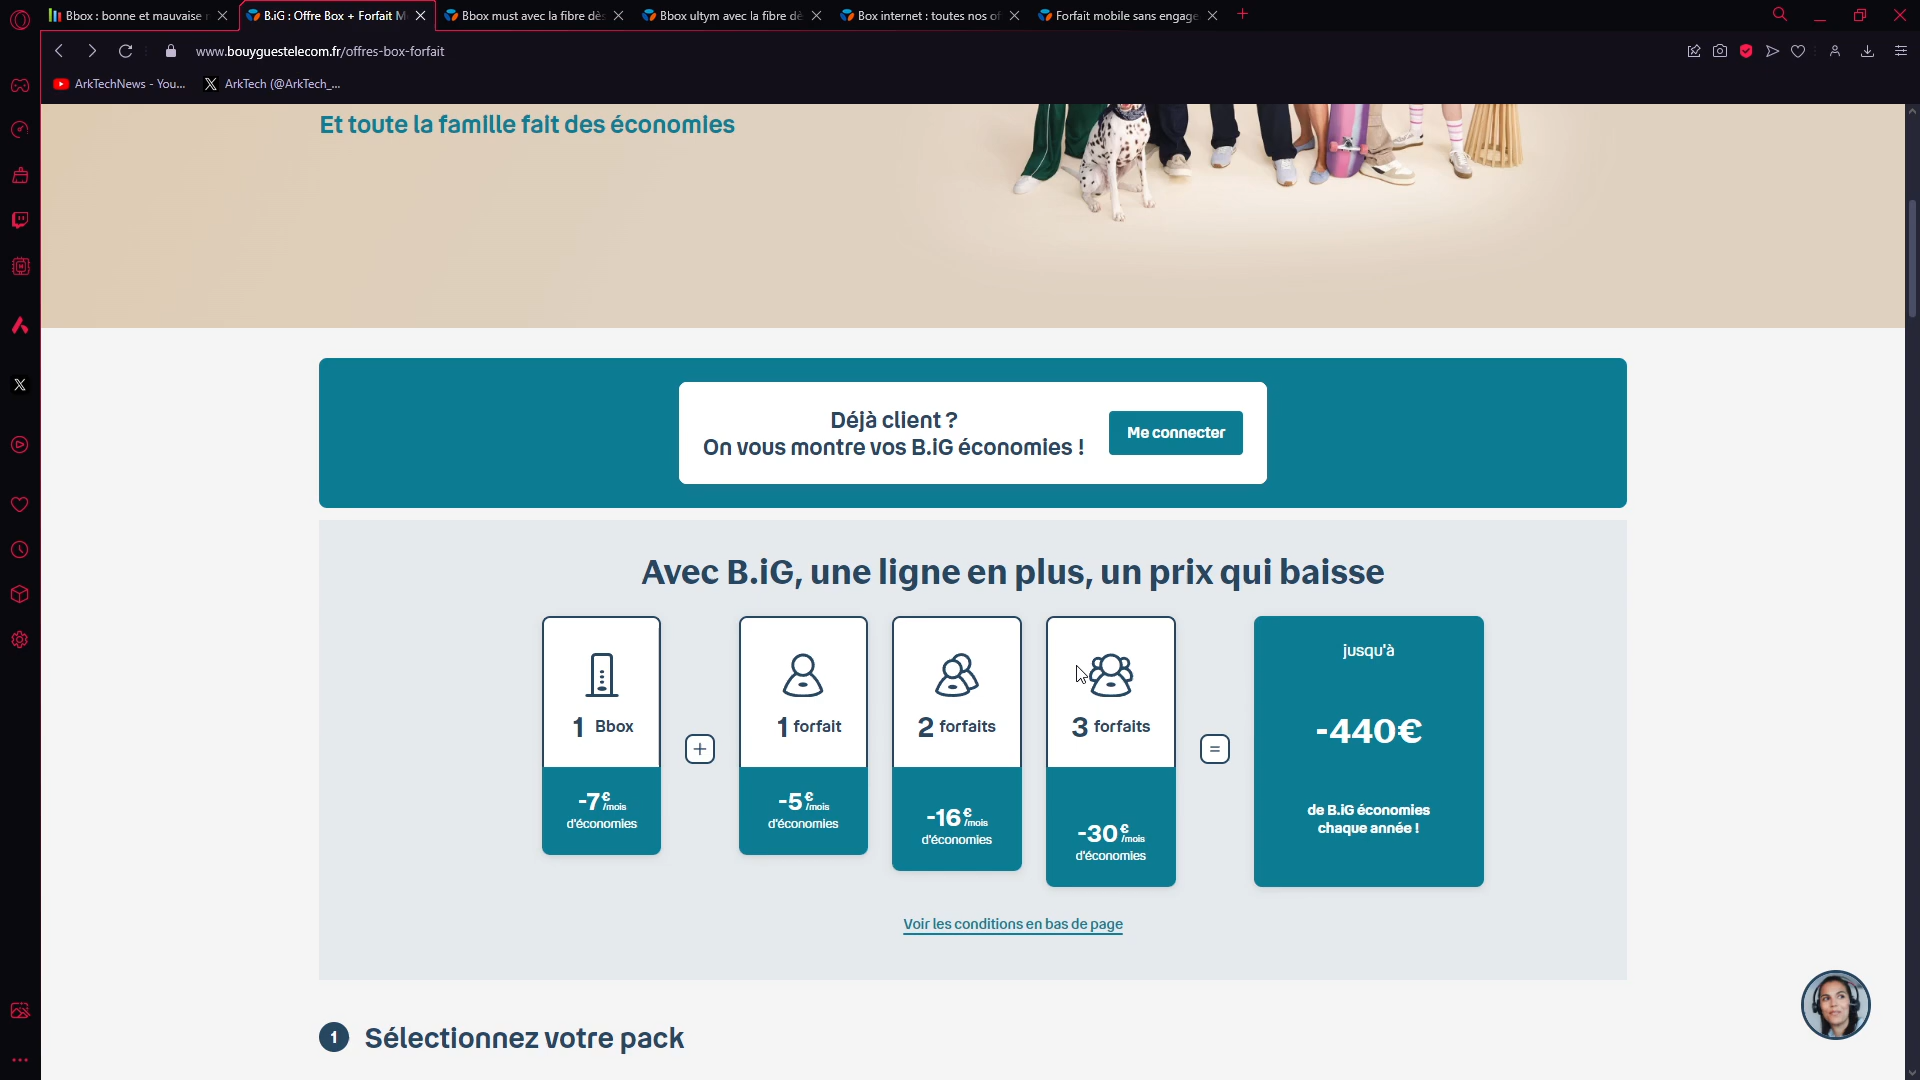 Bbox : bonne et mauvaise
B.iG : Offre Box + Forfait M
Bbox must avec la fibre dès
Bbox ultym avec la fibre dè
Box internet : toutes nos of
Forfait mobile sans engage
www.bouyguestelecom.fr/offres-box-forfait
ArkTechNews - You...
ArkTech (@ArkTech_...
Et toute la famille fait des économies
Déjà client ?
On vous montre vos B.iG économies !
Me connecter
Avec B.iG, une ligne en plus, un prix qui baisse
1 Bbox
-7€/mois
d'économies
+
1 forfait
-5€/mois
d'économies
2 forfaits
-16€/mois
d'économies
3 forfaits
-30€/mois
d'économies
=
jusqu'à
-440€
de B.iG économies
chaque année !
Voir les conditions en bas de page
1 Sélectionnez votre pack